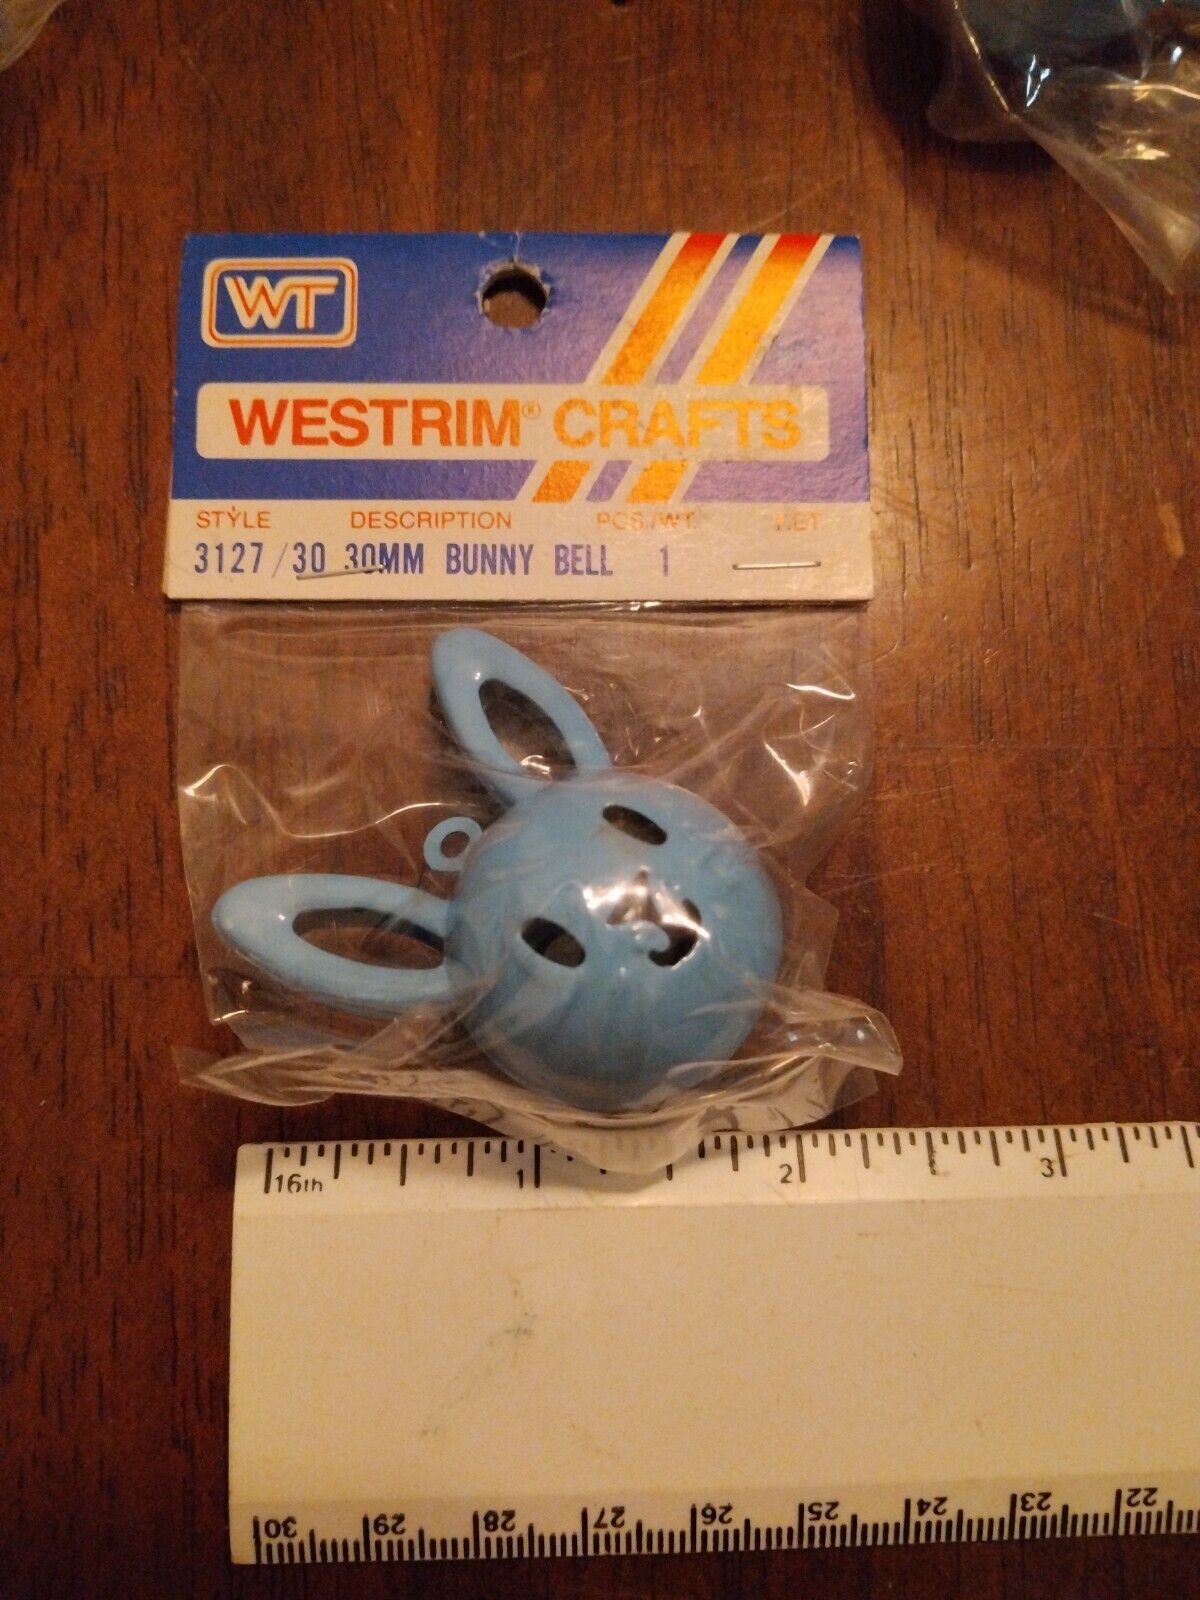 WT
WESTRIM® CRAFTS
STYLE DESCRIPTION PCS./WT. RET
3127/30 30MM BUNNY BELL 1
16th 1 2 3
30 29 28 27 26 25 24 23 22